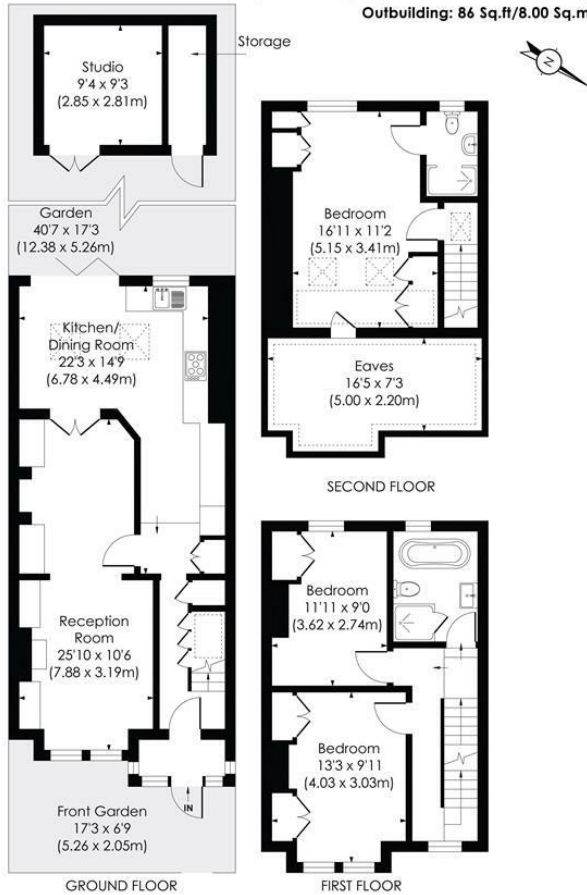 Outbuilding: 86 Sq.ft/8.00 Sq.m
N
Storage
Studio
9'4 x 9'3
(2.85 x 2.81m)
Garden
40'7 x 17'3
(12.38 x 5.26m)
Kitchen/
Dining Room
22'3 x 14'9
(6.78 x 4.49m)
Reception
Room
25'10 x 10'6
(7.88 x 3.19m)
IN
Front Garden
17'3 x 6'9
(5.26 x 2.05m)
GROUND FLOOR
Bedroom
16'11 x 11'2
(5.15 x 3.41m)
Eaves
16'5 x 7'3
(5.00 x 2.20m)
SECOND FLOOR
Bedroom
11'11 x 9'0
(3.62 x 2.74m)
Bedroom
13'3 x 9'11
(4.03 x 3.03m)
FIRST FLOOR